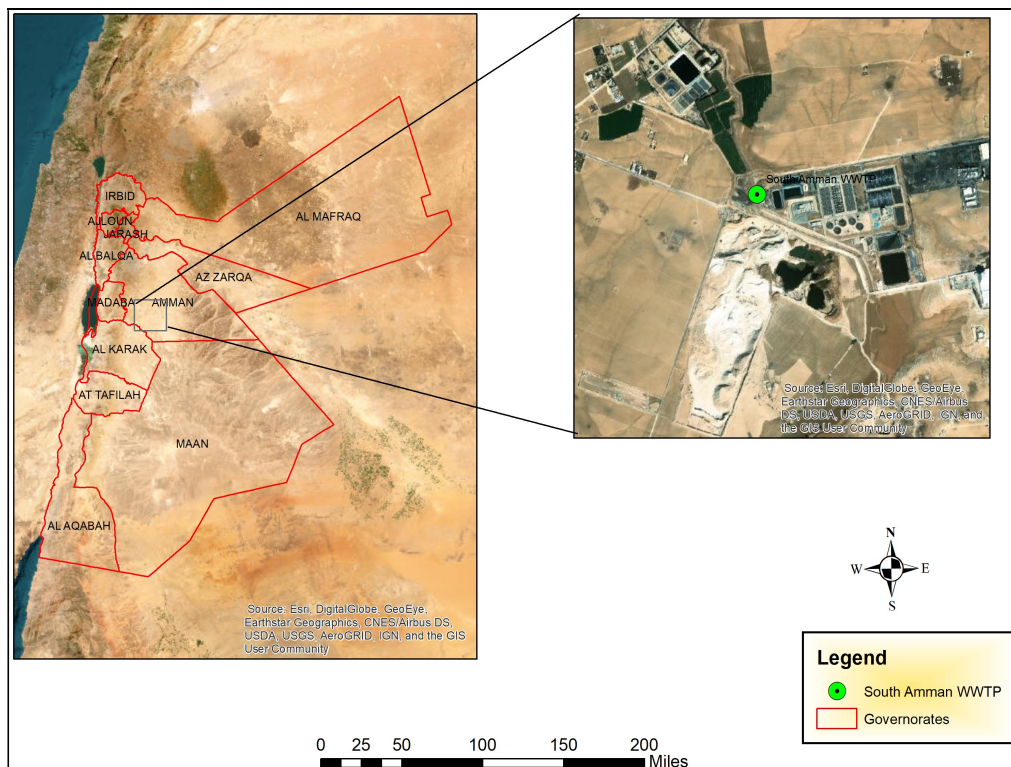 IRBID
AJLOUN
JARASH
AL MAFRAQ
AL BALQA
AZ ZARQA
MADABA
AMMAN
AL KARAK
AT TAFILAH
MAAN
AL AQABAH
Source: Esri, DigitalGlobe, GeoEye,
Earthstar Geographics, CNES/Airbus DS,
USDA, USGS, AeroGRID, IGN, and the GIS
User Community
South Amman WWTP
Source: Esri, DigitalGlobe, GeoEye,
Earthstar Geographics, CNES/Airbus
DS, USDA, USGS, AeroGRID, IGN, and
the GIS User Community
N
W E
S
Legend
South Amman WWTP
Governorates
0 25 50 100 150 200
Miles